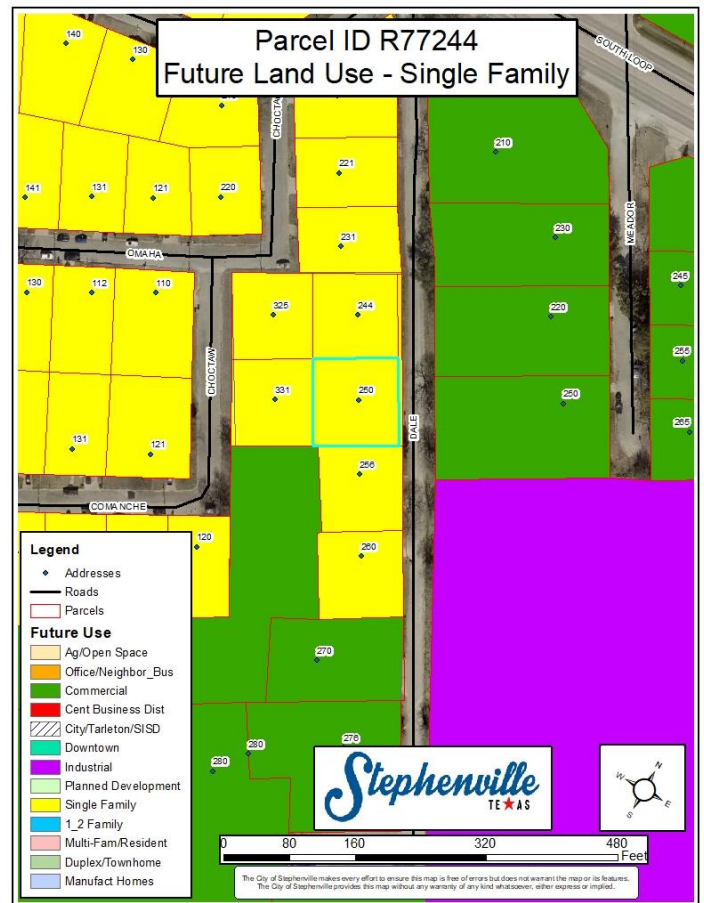 Parcel ID R77244
Future Land Use - Single Family
140
130
SOUTH LOOP
CHOCTAW
210
221
141
131
121
220
MEADOR
231
230
OMAHA
130
112
110
245
325
244
220
255
CHOCTAW
331
250
250
DALE
265
131
121
256
COMANCHE
120
260
270
280
280
276
Legend
Addresses
Roads
Parcels
Future Use
Ag/Open Space
Office/Neighbor_Bus
Commercial
Cent Business Dist
City/Tarleton/SISD
Downtown
Industrial
Planned Development
Single Family
1_2 Family
Multi-Fam/Resident
Duplex/Townhome
Manufact Homes
Stephenville
TEXAS
N
W
E
S
0 80 160 320 480
Feet
The City of Stephenville makes every effort to ensure this map is free of errors but does not warrant the map or its features.
The City of Stephenville provides this map without any warranty of any kind whatsoever, either express or implied.